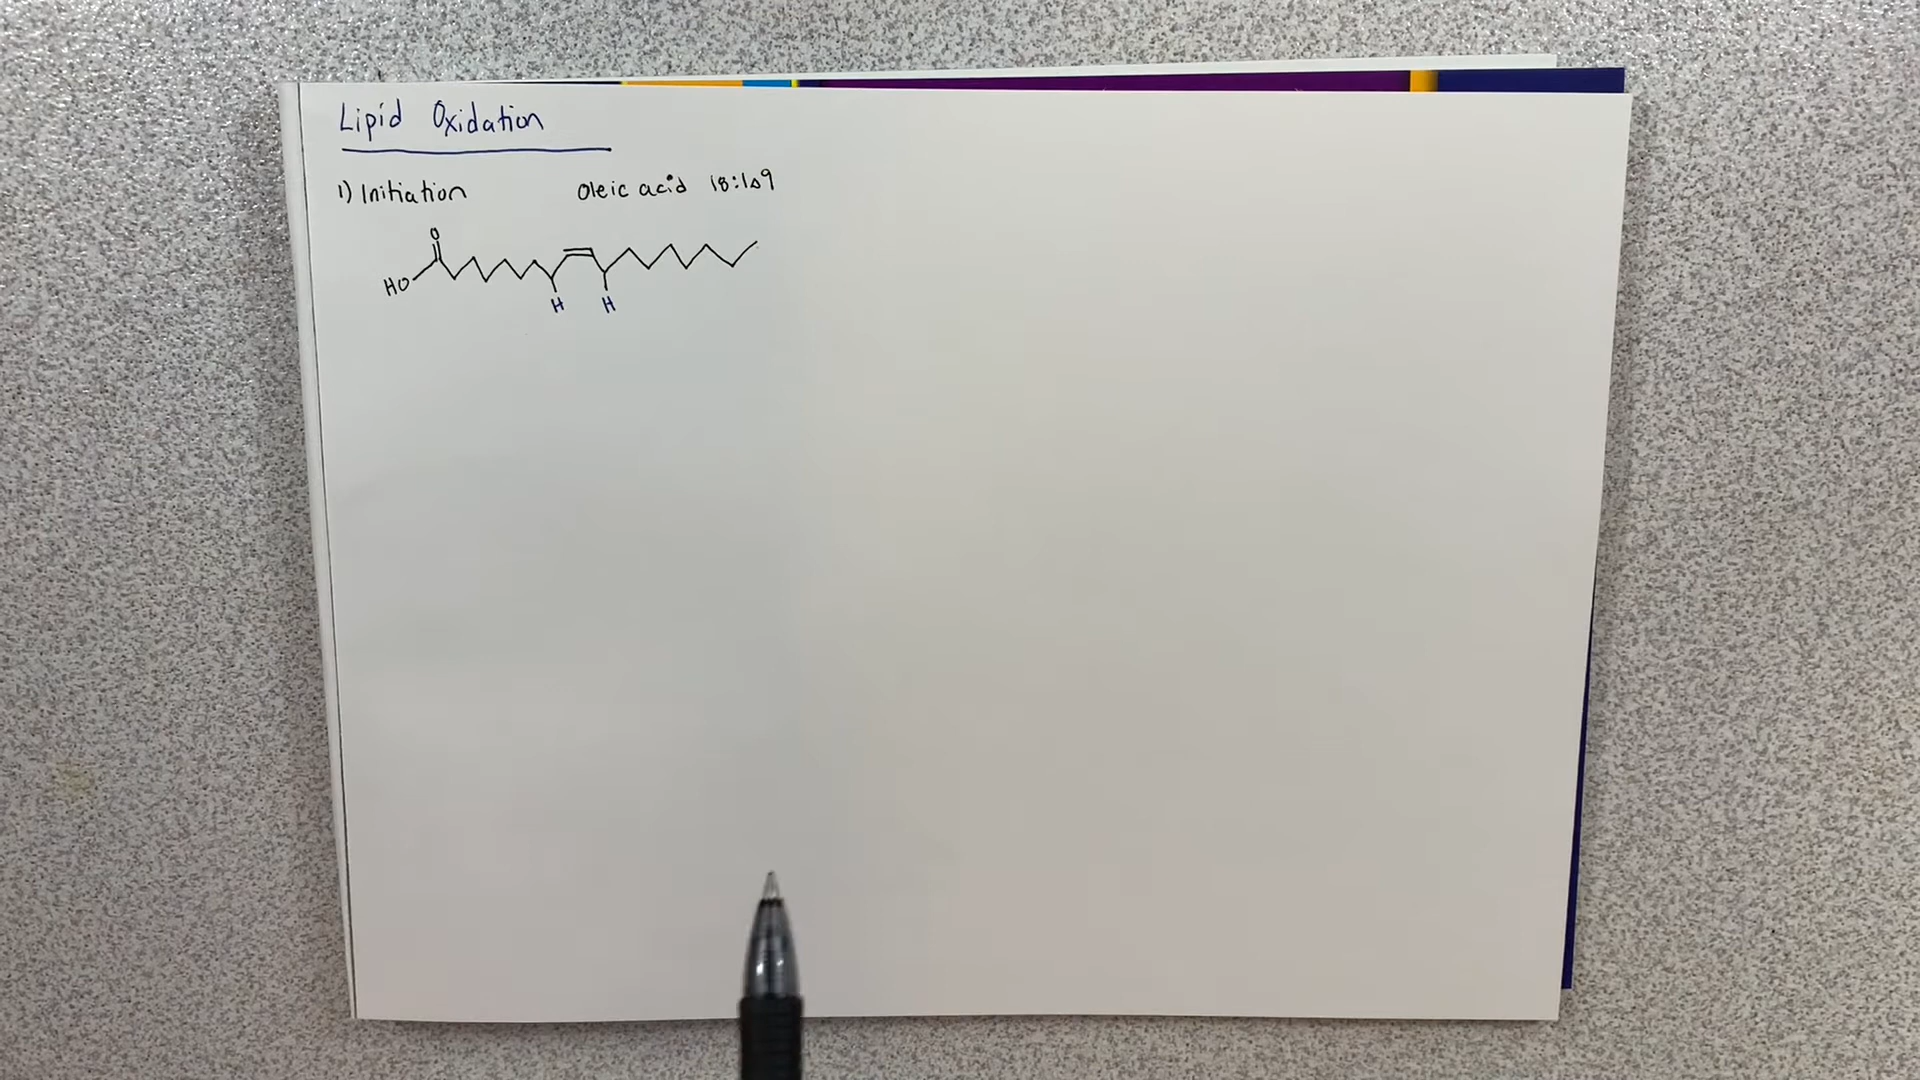 Lipid Oxidation
1) Initiation Oleic acid 18:1Δ9
O
HO
H H